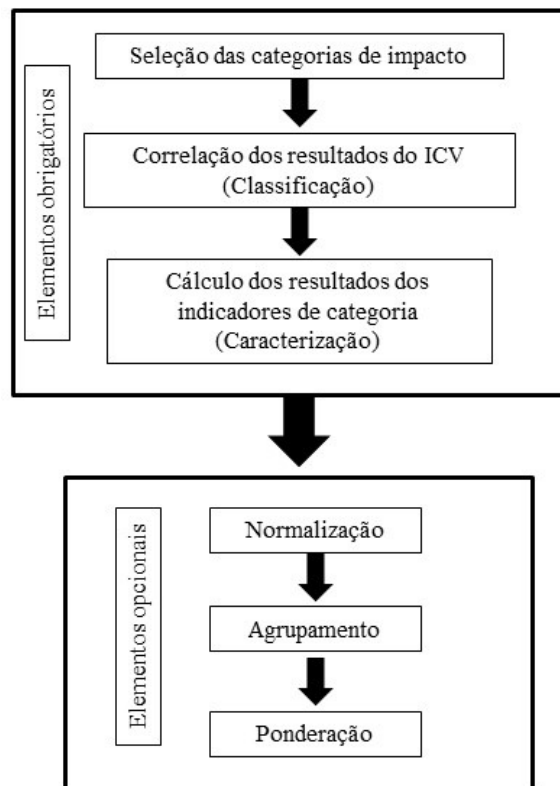 Elementos obrigatórios
Seleção das categorias de impacto
Correlação dos resultados do ICV
(Classificação)
Cálculo dos resultados dos
indicadores de categoria
(Caracterização)
Elementos opcionais
Normalização
Agrupamento
Ponderação